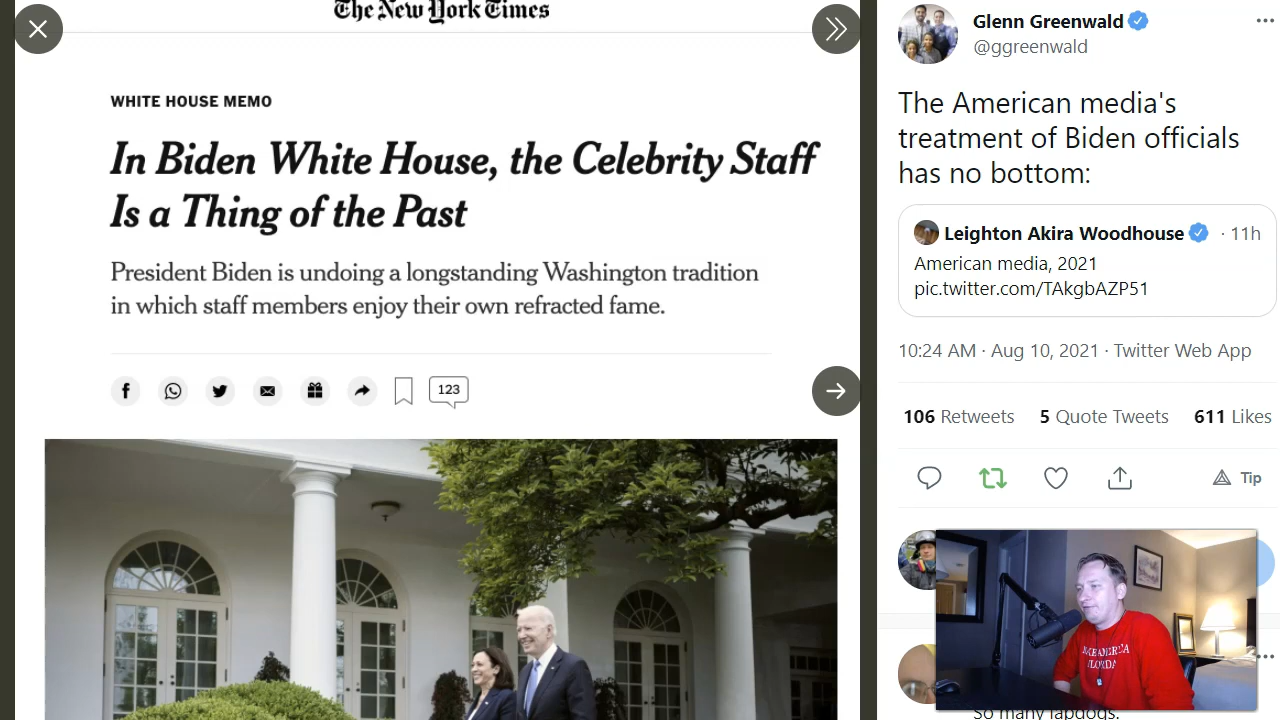 The New York Times
WHITE HOUSE MEMO
In Biden White House, the Celebrity Staff
Is a Thing of the Past
President Biden is undoing a longstanding Washington tradition
in which staff members enjoy their own refracted fame.
123
Glenn Greenwald
@ggreenwald
The American media's
treatment of Biden officials
has no bottom:
Leighton Akira Woodhouse · 11h
American media, 2021
pic.twitter.com/TAkgbAZP51
10:24 AM · Aug 10, 2021 · Twitter Web App
106 Retweets 5 Quote Tweets 611 Likes
Tip
So many lapdogs.